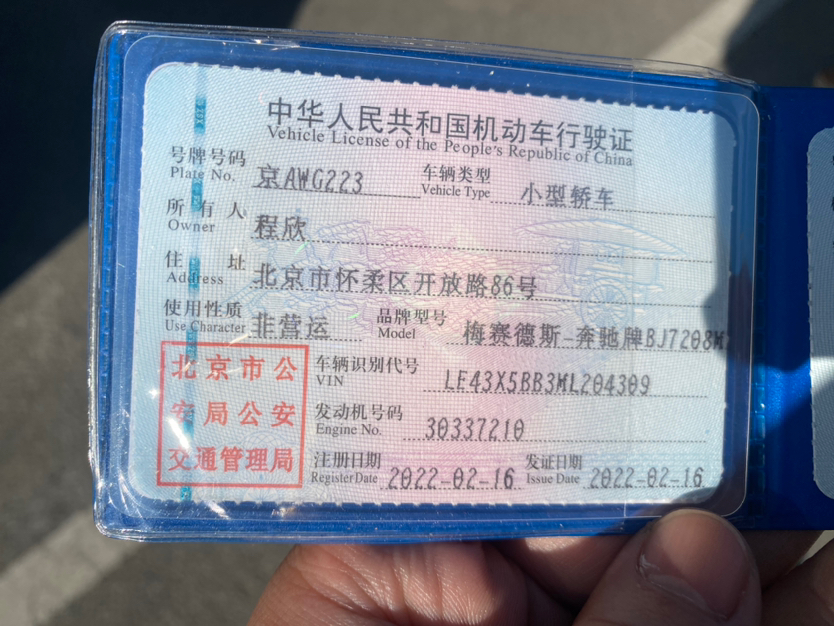 中华人民共和国机动车行驶证
Vehicle License of the People's Republic of China
号牌号码 京AWG223 车辆类型 小型轿车
Plate No. Vehicle Type
所有人 程欣
Owner
住址 北京市怀柔区开放路86号
Address
使用性质 非营运 品牌型号 梅赛德斯-奔驰牌BJ7208M
Use Character Model
北京市公
安局公安
交通管理局
车辆识别代号 LE43X5BB3ML204309
VIN
发动机号码 30337210
Engine No.
注册日期 2022-02-16 发证日期 2022-02-16
Register Date Issue Date